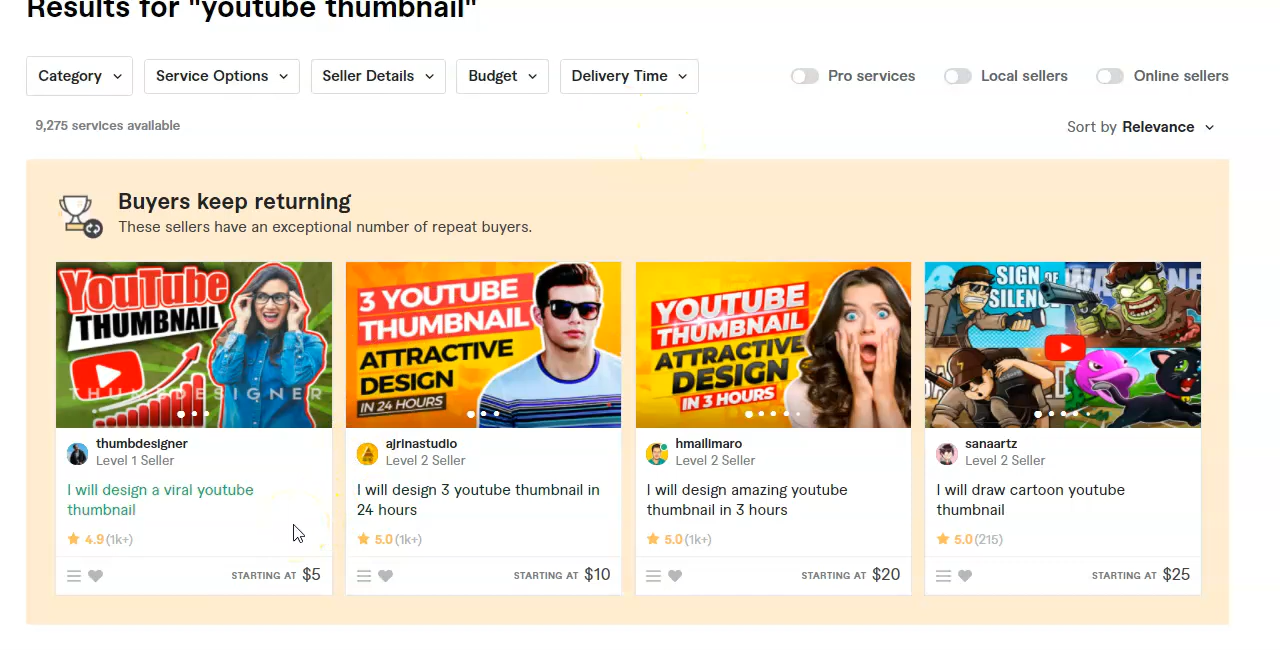 Results for "youtube thumbnail"
Category
Service Options
Seller Details
Budget
Delivery Time
Pro services
Local sellers
Online sellers
9,275 services available
Sort by Relevance
Buyers keep returning
These sellers have an exceptional number of repeat buyers.
YouTube
THUMBNAIL
THUMBDESIGNER
thumbdesigner
Level 1 Seller
I will design a viral youtube
thumbnail
4.9 (1k+)
STARTING AT $5
3 YOUTUBE
THUMBNAIL
ATTRACTIVE
DESIGN
IN 24 HOURS
ajrinastudio
Level 2 Seller
I will design 3 youtube thumbnail in
24 hours
5.0 (1k+)
STARTING AT $10
YOUTUBE
THUMBNAIL
ATTRACTIVE
DESIGN
IN 3 HOURS
hmalimaro
Level 2 Seller
I will design amazing youtube
thumbnail in 3 hours
5.0 (1k+)
STARTING AT $20
SIGN OF
SILENC
sanaartz
Level 2 Seller
I will draw cartoon youtube
thumbnail
5.0 (215)
STARTING AT $25